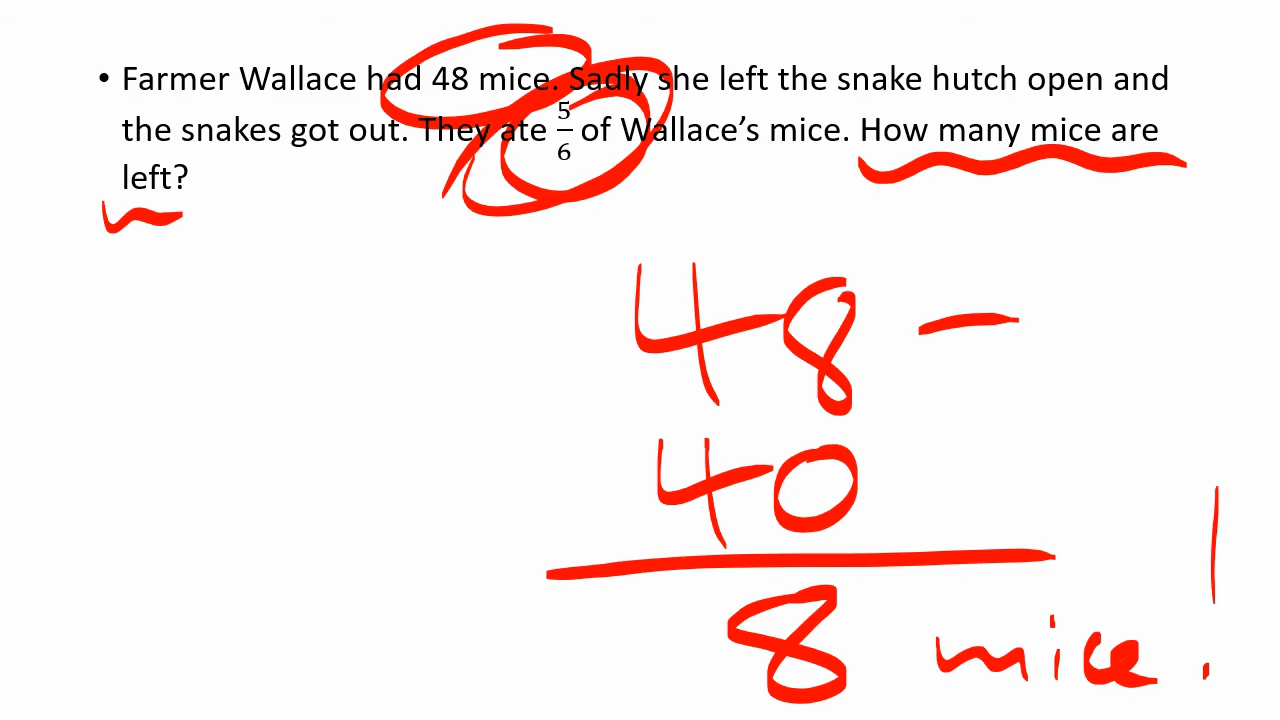 • Farmer Wallace had 48 mice. Sadly she left the snake hutch open and
the snakes got out. They ate 5/6 of Wallace’s mice. How many mice are
left?
48 –
40
8 mice!